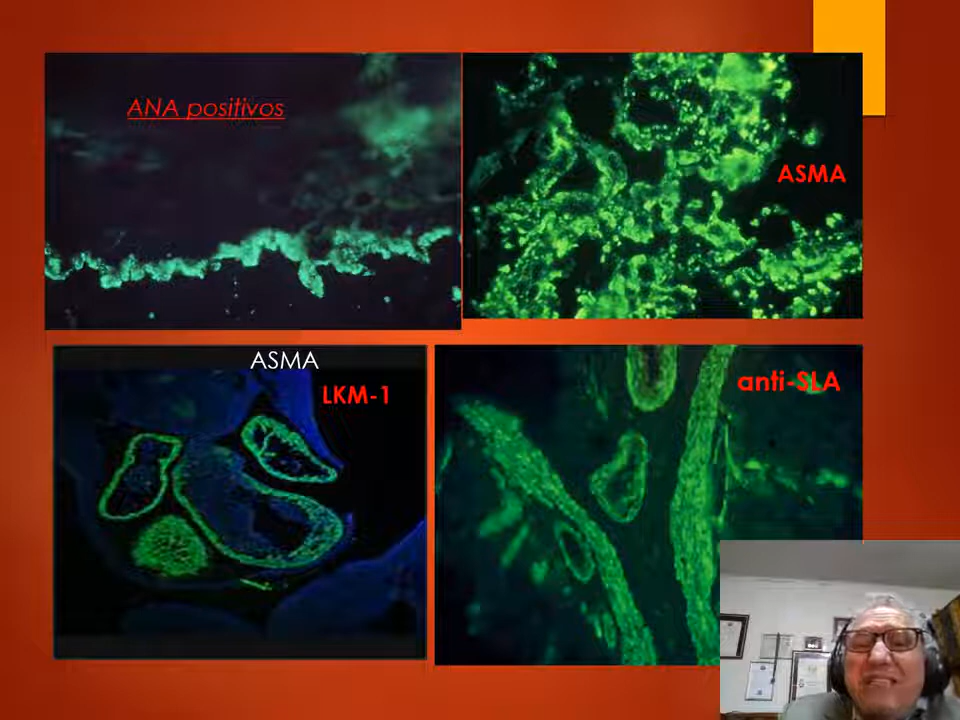 ANA positivos
ASMA
ASMA
LKM-1
anti-SLA